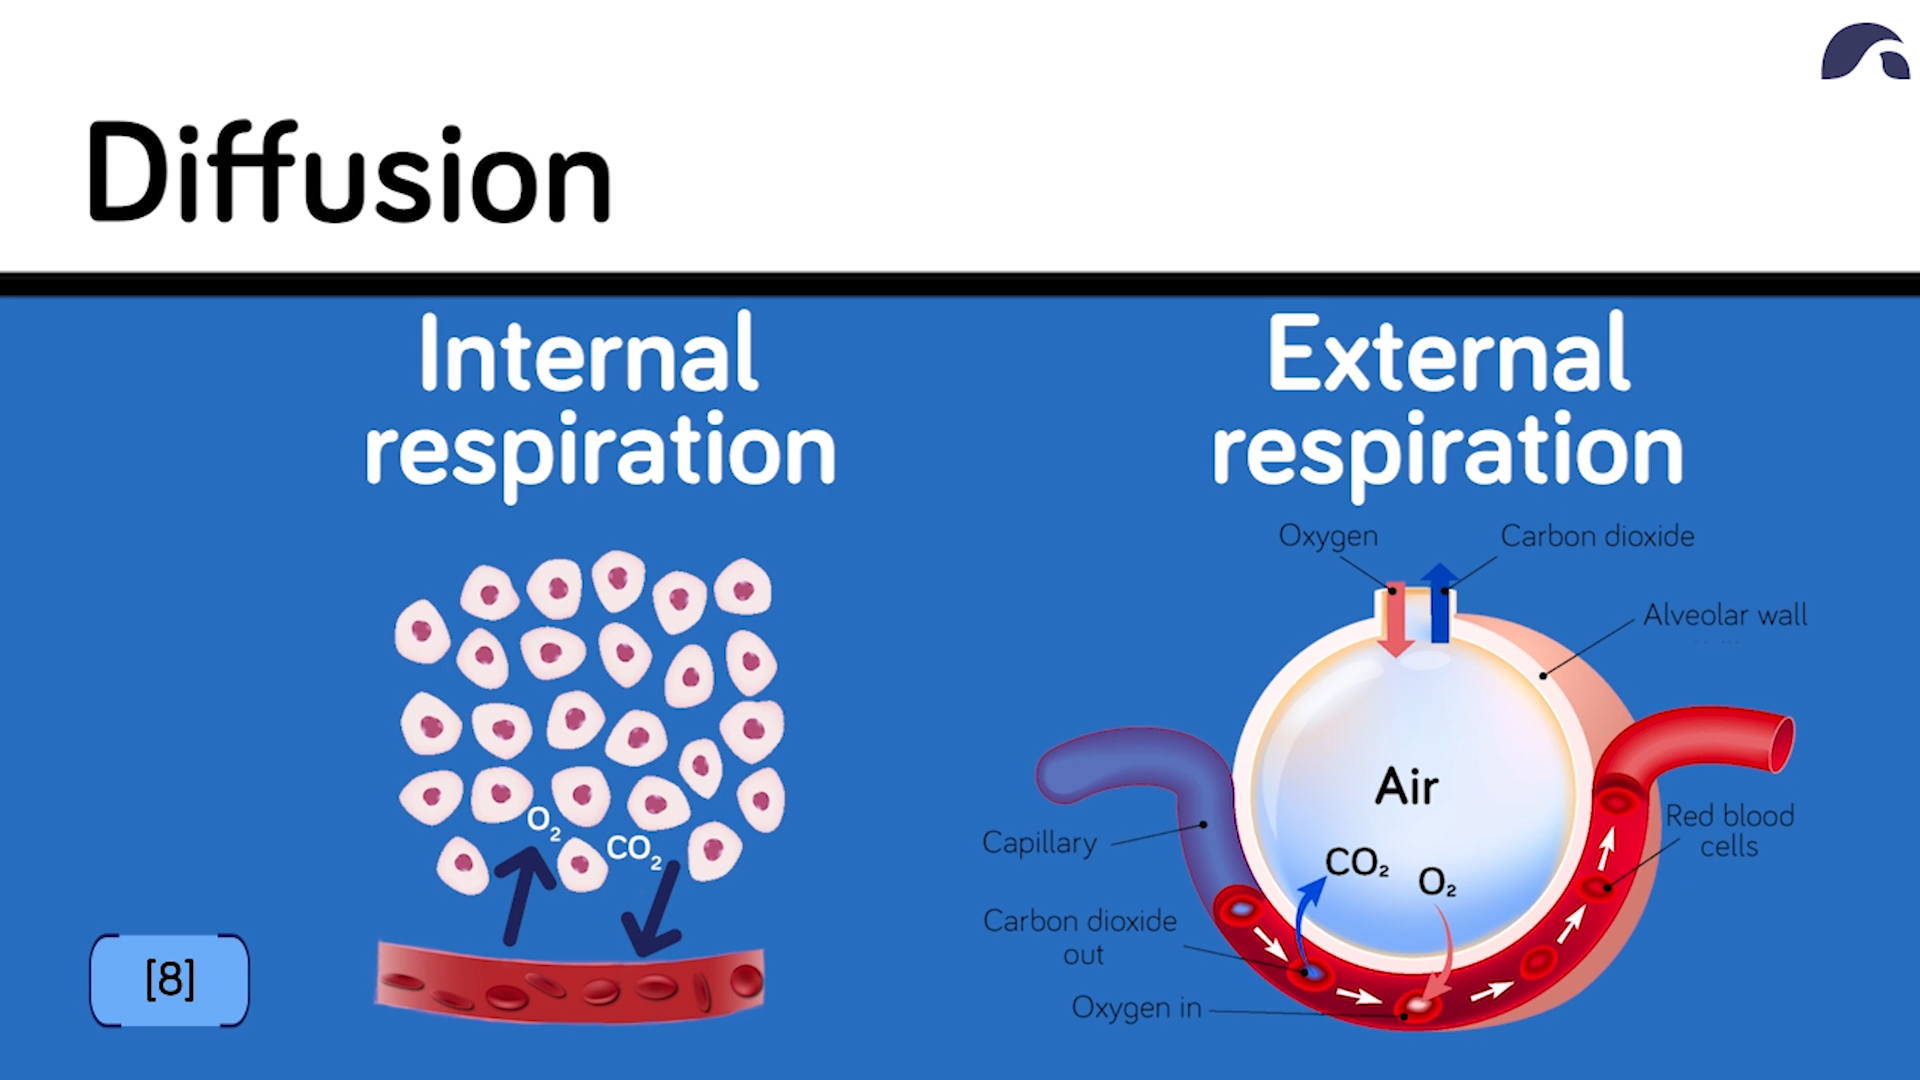 Diffusion
Internal
respiration
O₂
CO₂
[8]
External
respiration
Oxygen
Carbon dioxide
Alveolar wall
Air
CO₂
O₂
Capillary
Red blood
cells
Carbon dioxide
out
Oxygen in